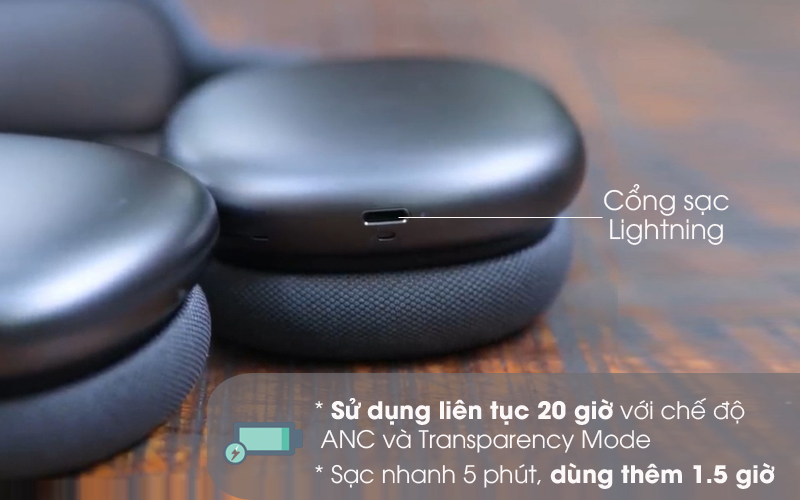 Cổng sạc
Lightning
* Sử dụng liên tục 20 giờ với chế độ
ANC và Transparency Mode
* Sạc nhanh 5 phút, dùng thêm 1.5 giờ